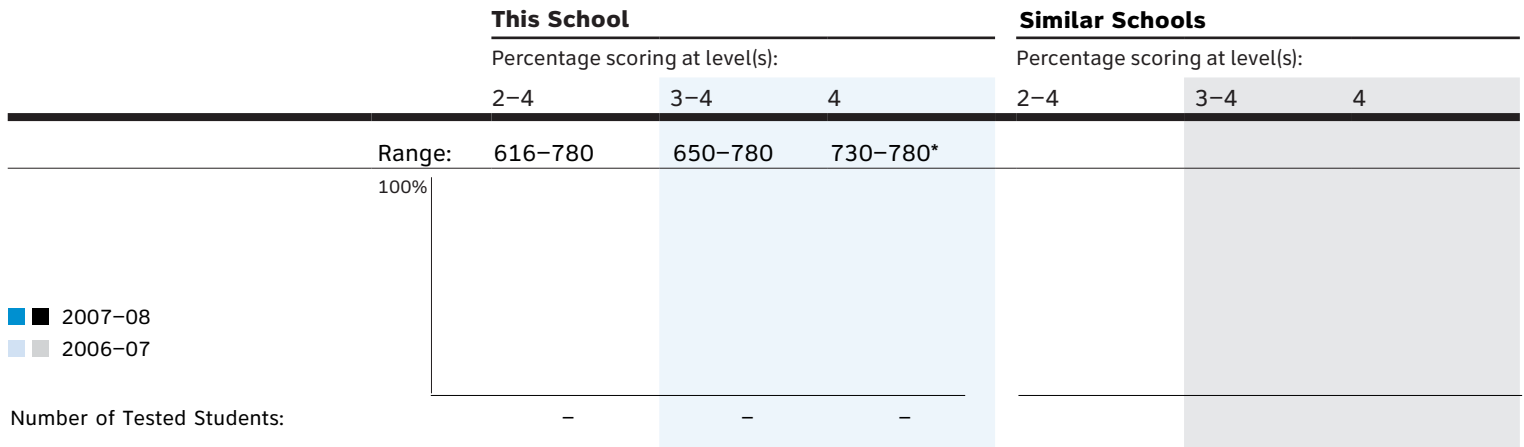 This School Similar Schools
Percentage scoring at level(s): Percentage scoring at level(s):
2–4 3–4 4 2–4 3–4 4
Range: 616–780 650–780 730–780*
100%
2007–08
2006–07
Number of Tested Students: – – –